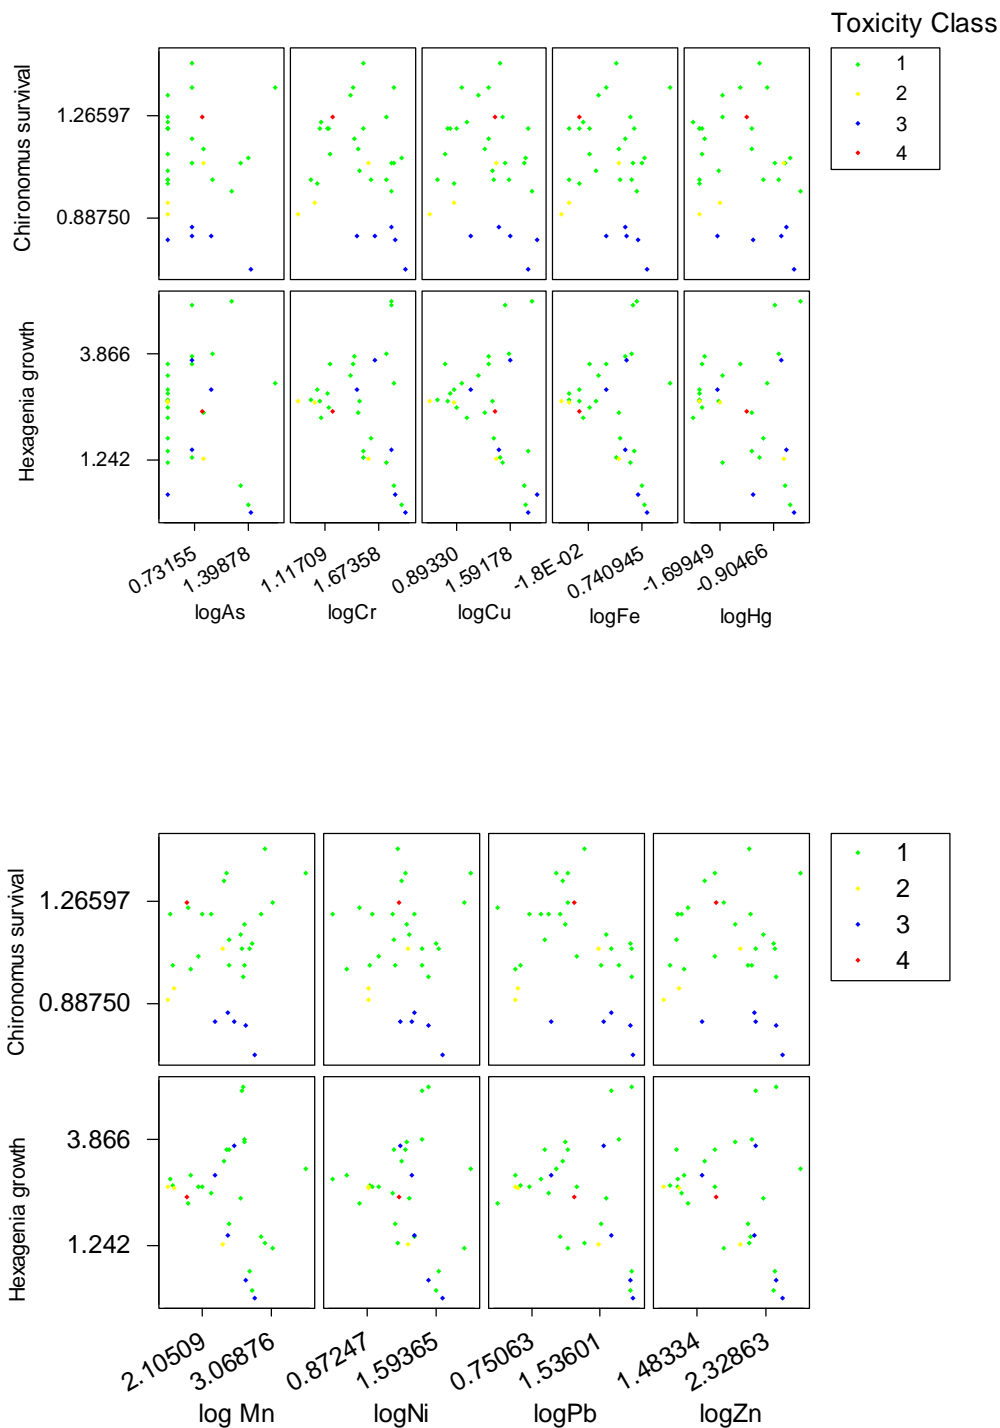 Toxicity Class
1
2
3
4
Chironomus survival
1.26597
0.88750
Hexagenia growth
3.866
1.242
0.73155
1.39878
1.11709
1.67358
0.89330
1.59178
-1.8E-02
0.740945
-1.69949
-0.90466
logAs
logCr
logCu
logFe
logHg
1
2
3
4
Chironomus survival
1.26597
0.88750
Hexagenia growth
3.866
1.242
2.10509
3.06876
0.87247
1.59365
0.75063
1.53601
1.48334
2.32863
log Mn
logNi
logPb
logZn